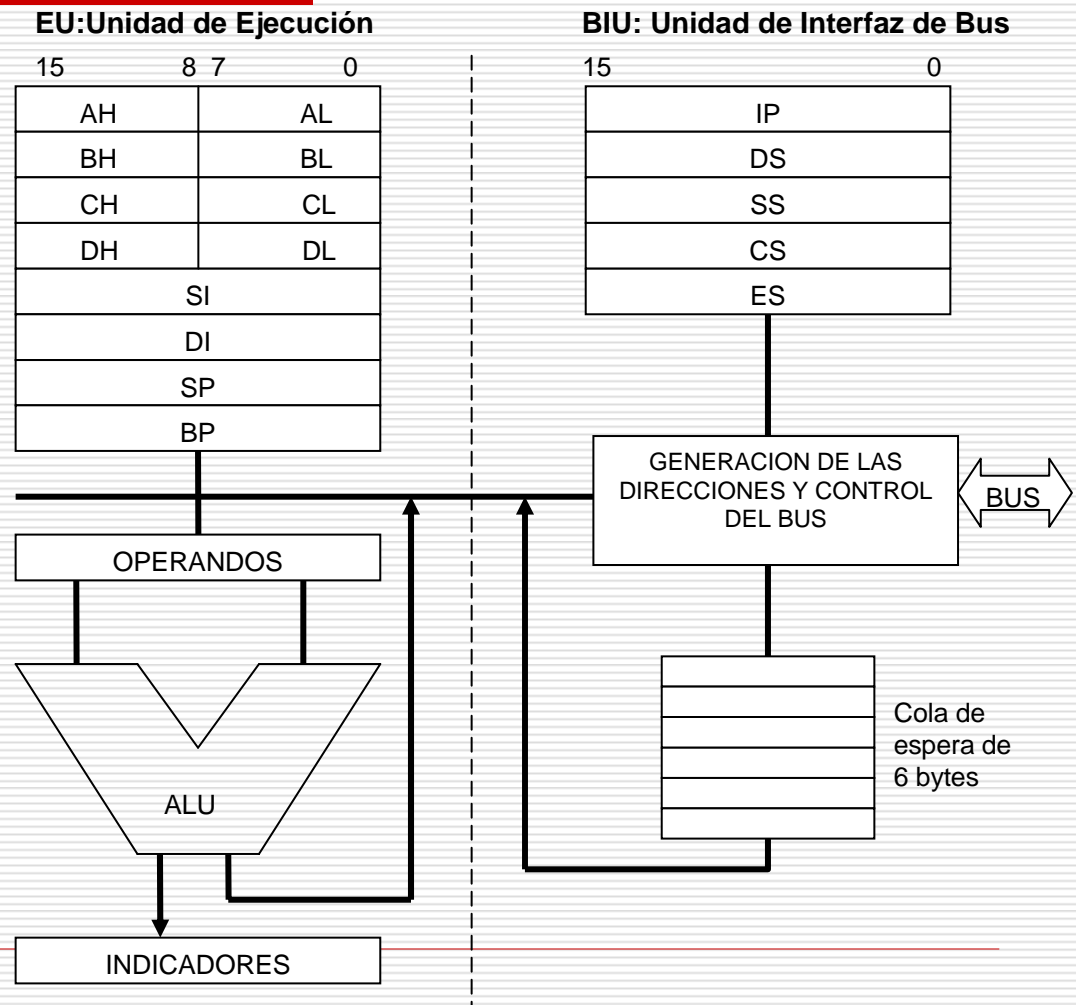 EU:Unidad de Ejecución
BIU: Unidad de Interfaz de Bus
15 8 7 0
15 0
AH AL
BH BL
CH CL
DH DL
SI
DI
SP
BP
IP
DS
SS
CS
ES
GENERACION DE LAS
DIRECCIONES Y CONTROL
DEL BUS
BUS
OPERANDOS
ALU
INDICADORES
Cola de
espera de
6 bytes